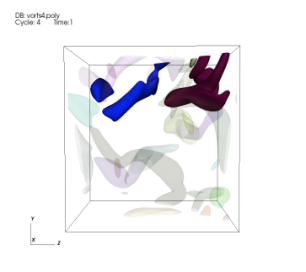 DB: vorts4.poly
Cycle: 4 Time:1
Y
X Z